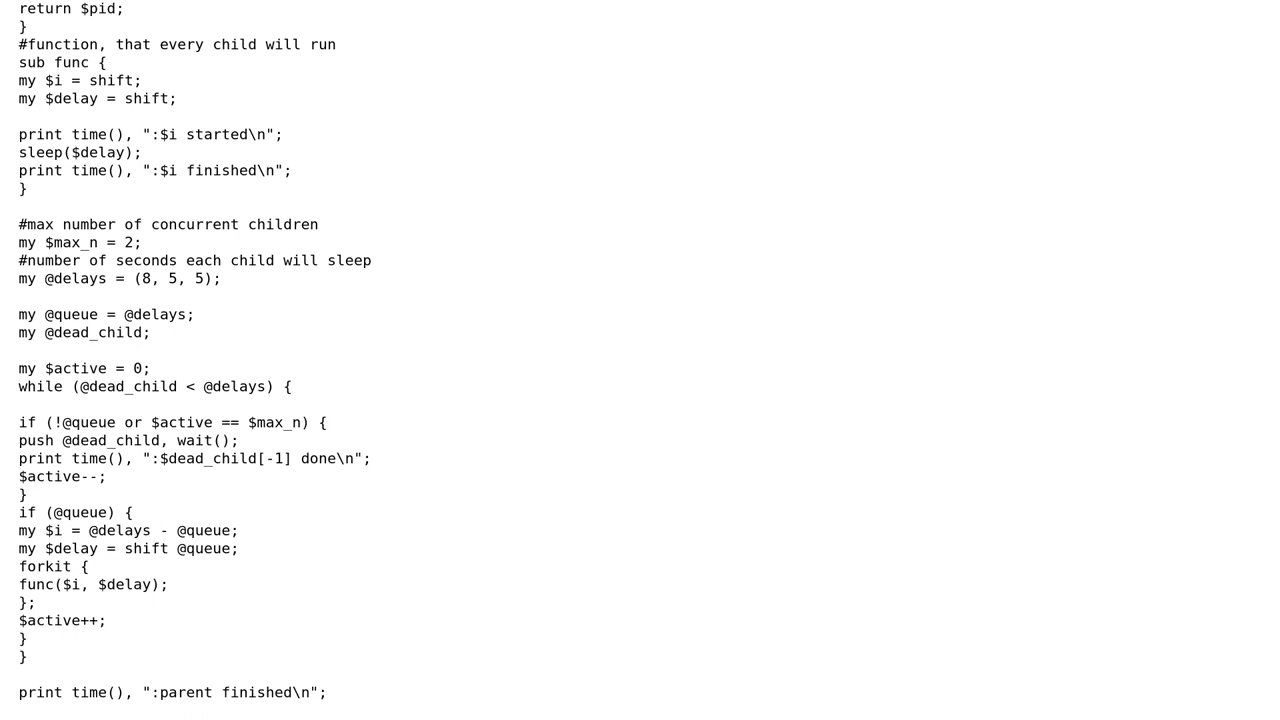 return $pid;
}
#function, that every child will run
sub func {
my $i = shift;
my $delay = shift;
print time(), ":$i started\n";
sleep($delay);
print time(), ":$i finished\n";
}
#max number of concurrent children
my $max_n = 2;
#number of seconds each child will sleep
my @delays = (8, 5, 5);
my @queue = @delays;
my @dead_child;
my $active = 0;
while (@dead_child < @delays) {
if (!@queue or $active == $max_n) {
push @dead_child, wait();
print time(), ":$dead_child[-1] done\n";
$active--;
}
if (@queue) {
my $i = @delays - @queue;
my $delay = shift @queue;
forkit {
func($i, $delay);
};
$active++;
}
}
print time(), ":parent finished\n";